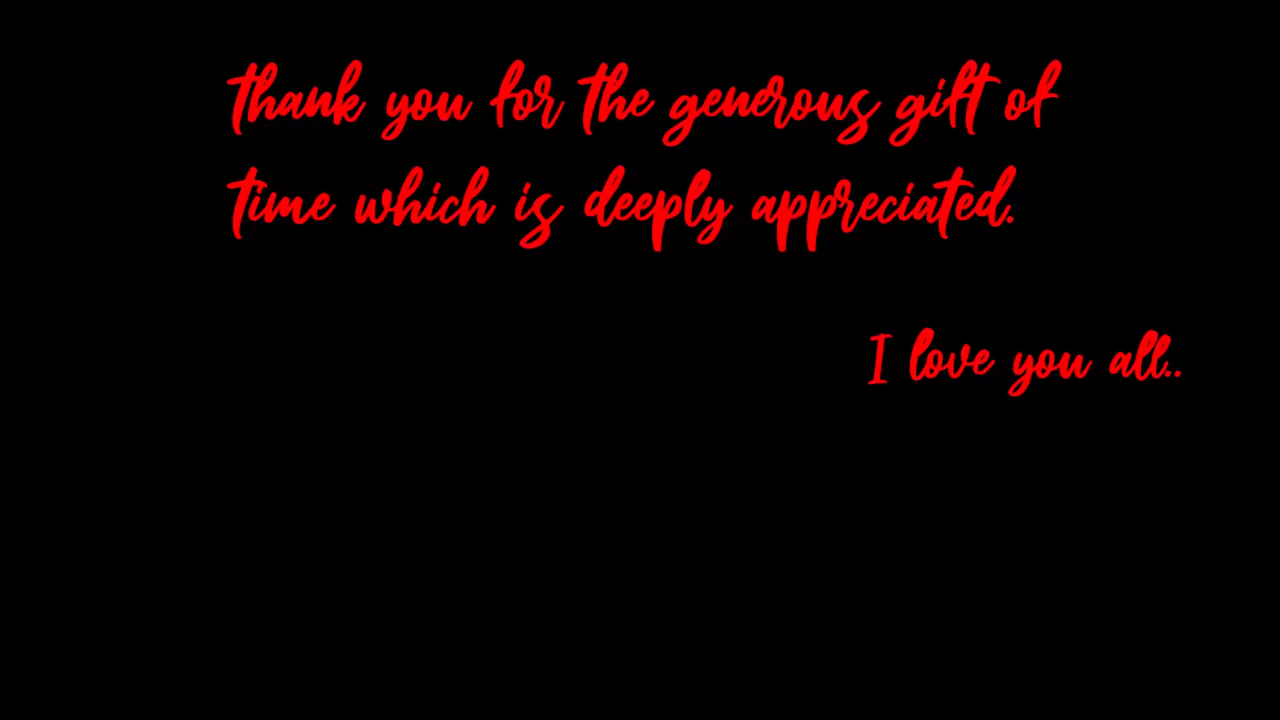 thank you for the generous gift of
time which is deeply appreciated.
I love you all..